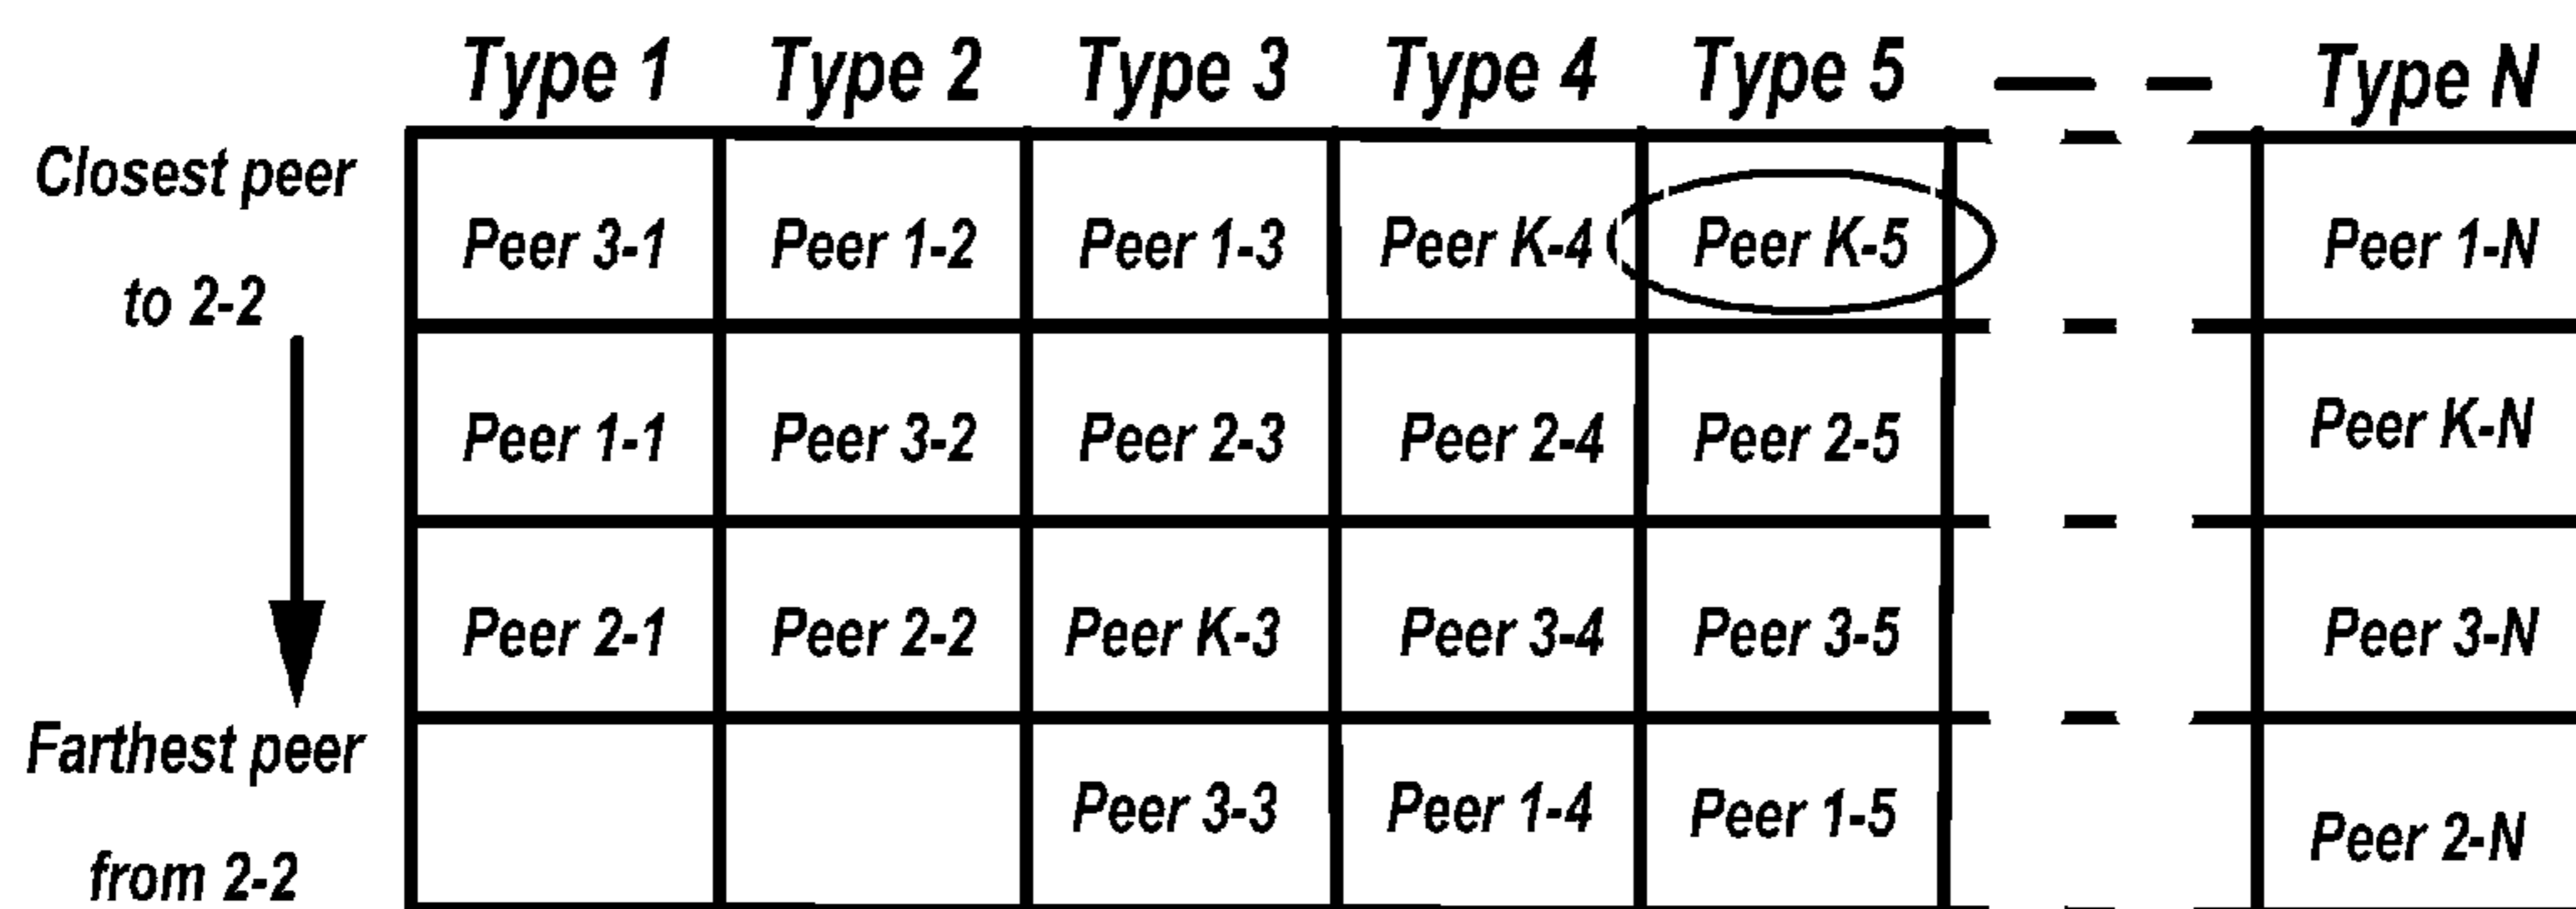 Type 1 Type 2 Type 3 Type 4 Type 5 — – Type N
Closest peer
to 2-2
Peer 3-1 Peer 1-2 Peer 1-3 Peer K-4 Peer K-5 Peer 1-N
Peer 1-1 Peer 3-2 Peer 2-3 Peer 2-4 Peer 2-5 Peer K-N
Peer 2-1 Peer 2-2 Peer K-3 Peer 3-4 Peer 3-5 Peer 3-N
Farthest peer
from 2-2
Peer 3-3 Peer 1-4 Peer 1-5 Peer 2-N